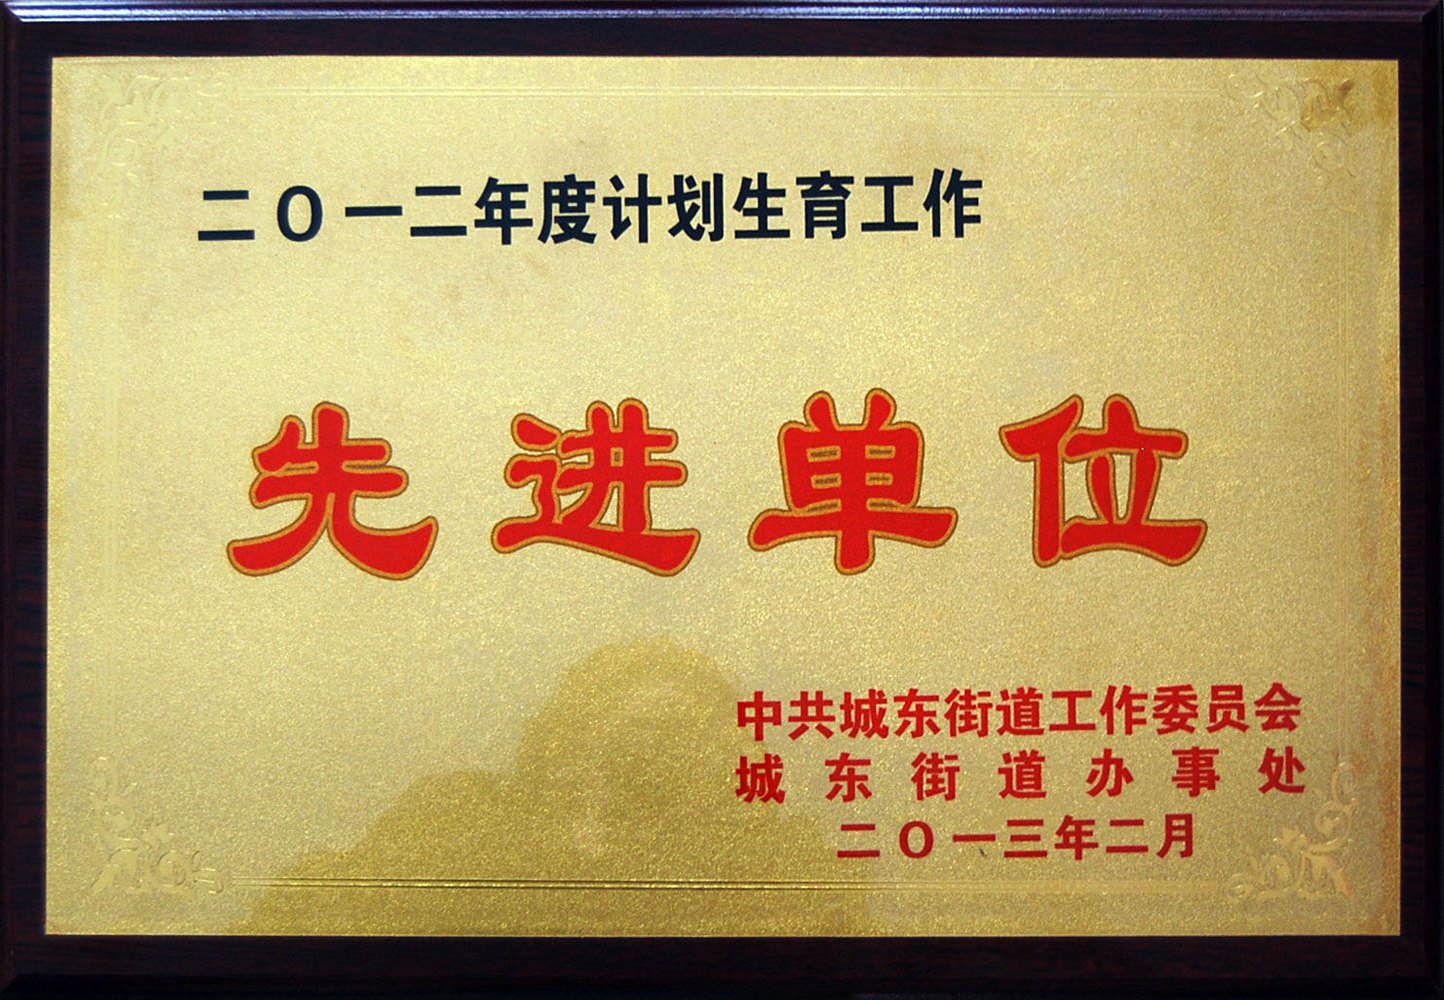 二〇一二年度计划生育工作
先进单位
中共城东街道工作委员会
城东街道办事处
二〇一三年二月